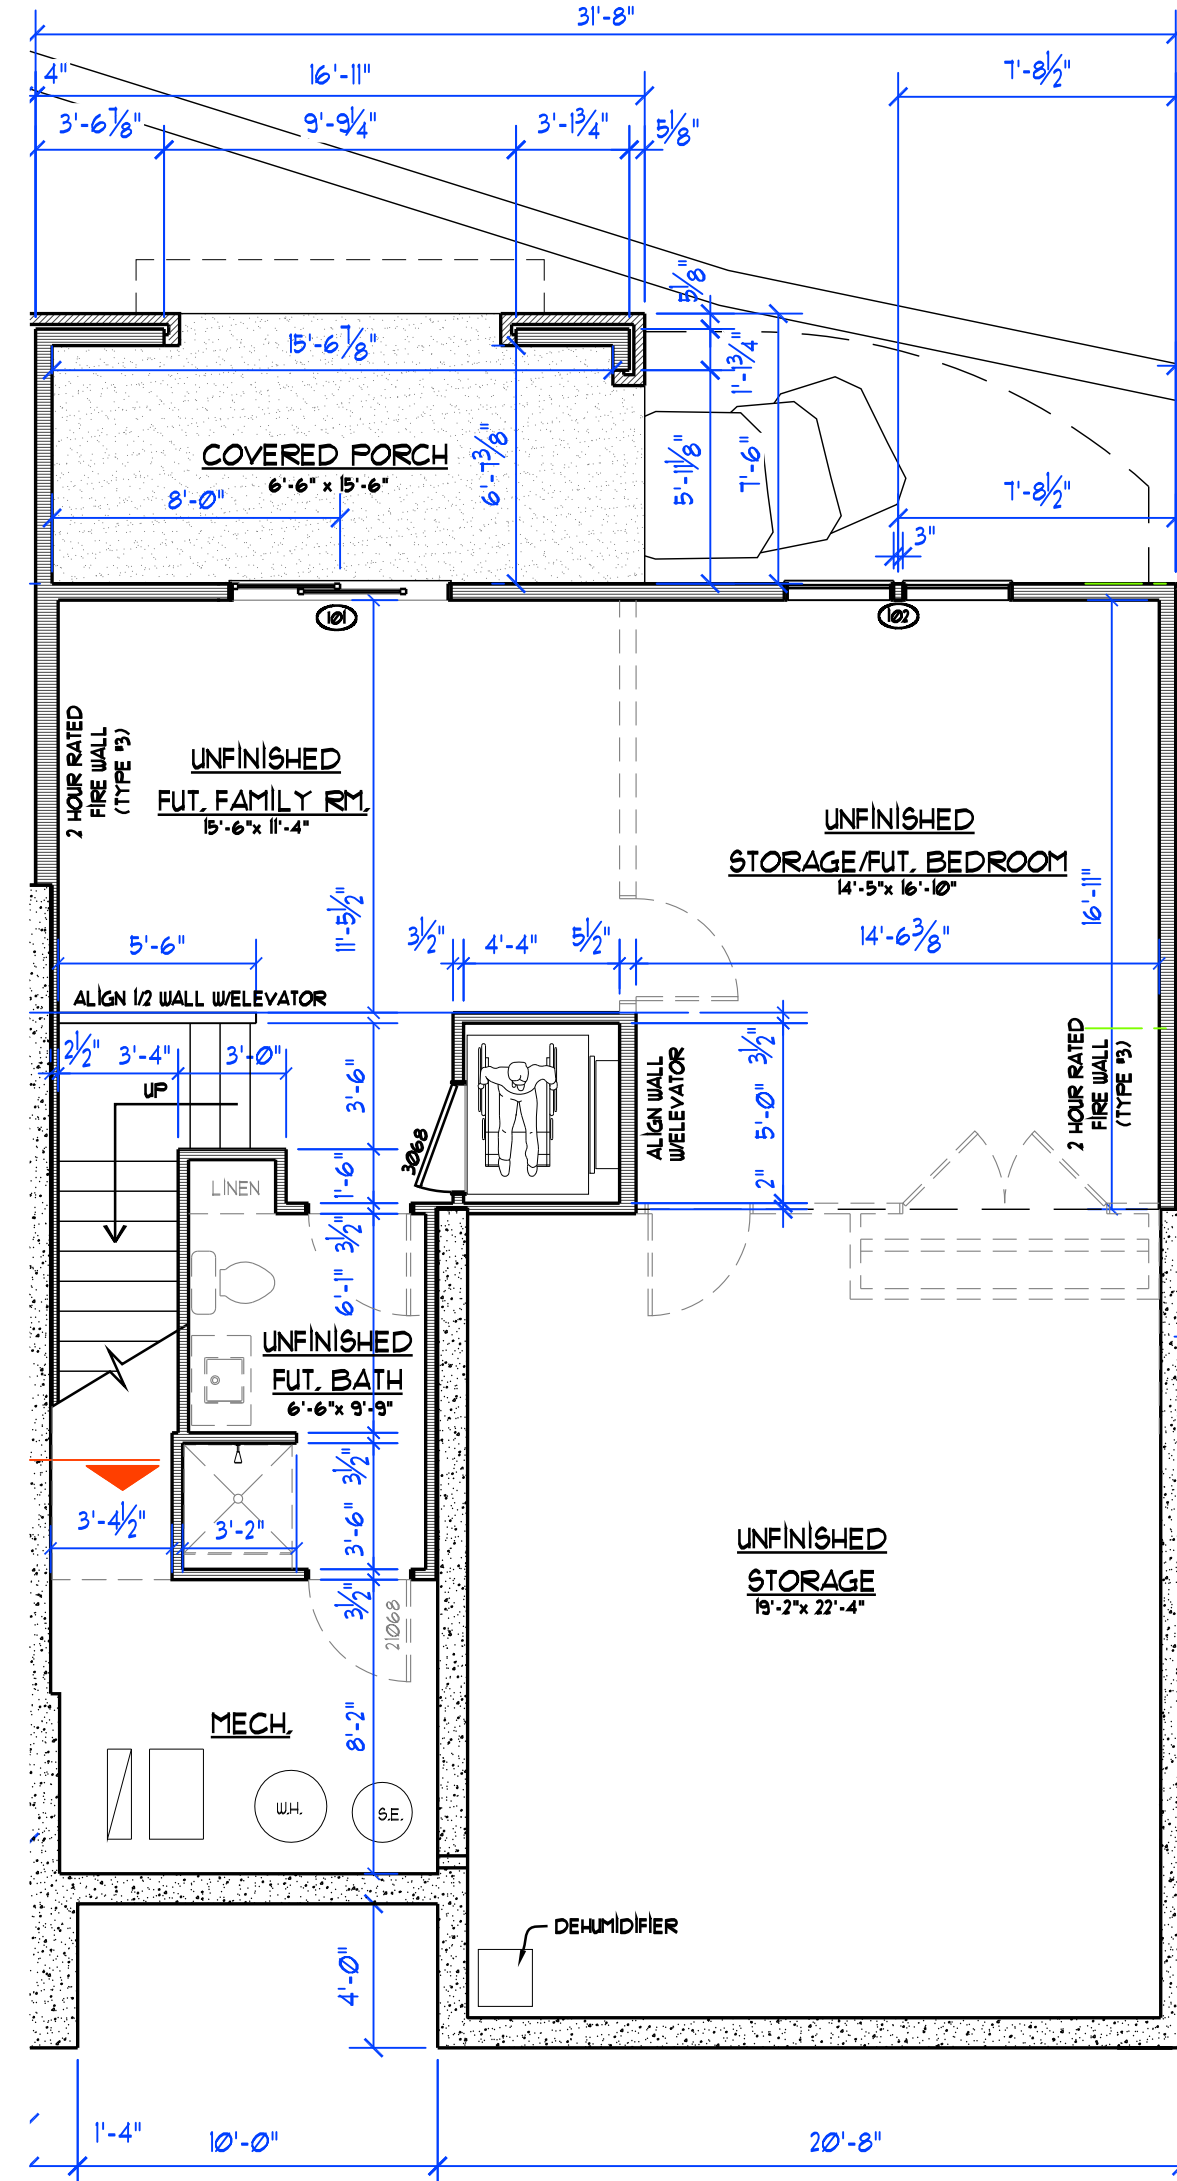 31'-8"
4"
16'-11"
7'-8½"
3'-6⅞"
9'-9¼"
3'-1¾"
5⅛"
5⅛"
15'-6⅞"
1'-1¾"
COVERED PORCH
6'-6" x 15'-6"
6'-7⅜"
5'-11⅛"
7'-6"
8'-0"
7'-8½"
3"
101
102
2 HOUR RATED
FIRE WALL
(TYPE #3)
UNFINISHED
FUT. FAMILY RM.
15'-6"x 11'-4"
UNFINISHED
STORAGE/FUT. BEDROOM
14'-5"x 16'-10"
16'-11"
11'-5½"
5'-6"
3½"
4'-4"
5½"
14'-6⅜"
ALIGN 1/2 WALL W/ELEVATOR
2½"
3'-4"
3'-0"
3'-6"
UP
3068
ALIGN WALL
W/ELEVATOR
3½"
5'-0"
2"
2 HOUR RATED
FIRE WALL
(TYPE #3)
LINEN
1'-6"
3½"
6'-1"
UNFINISHED
FUT. BATH
6'-6"x 9'-9"
3½"
3'-4½"
3'-2"
3'-6"
3½"
21068
UNFINISHED
STORAGE
19'-2"x 22'-4"
MECH.
8'-2"
W.H.
S.E.
DEHUMIDIFIER
4'-0"
1'-4"
10'-0"
20'-8"